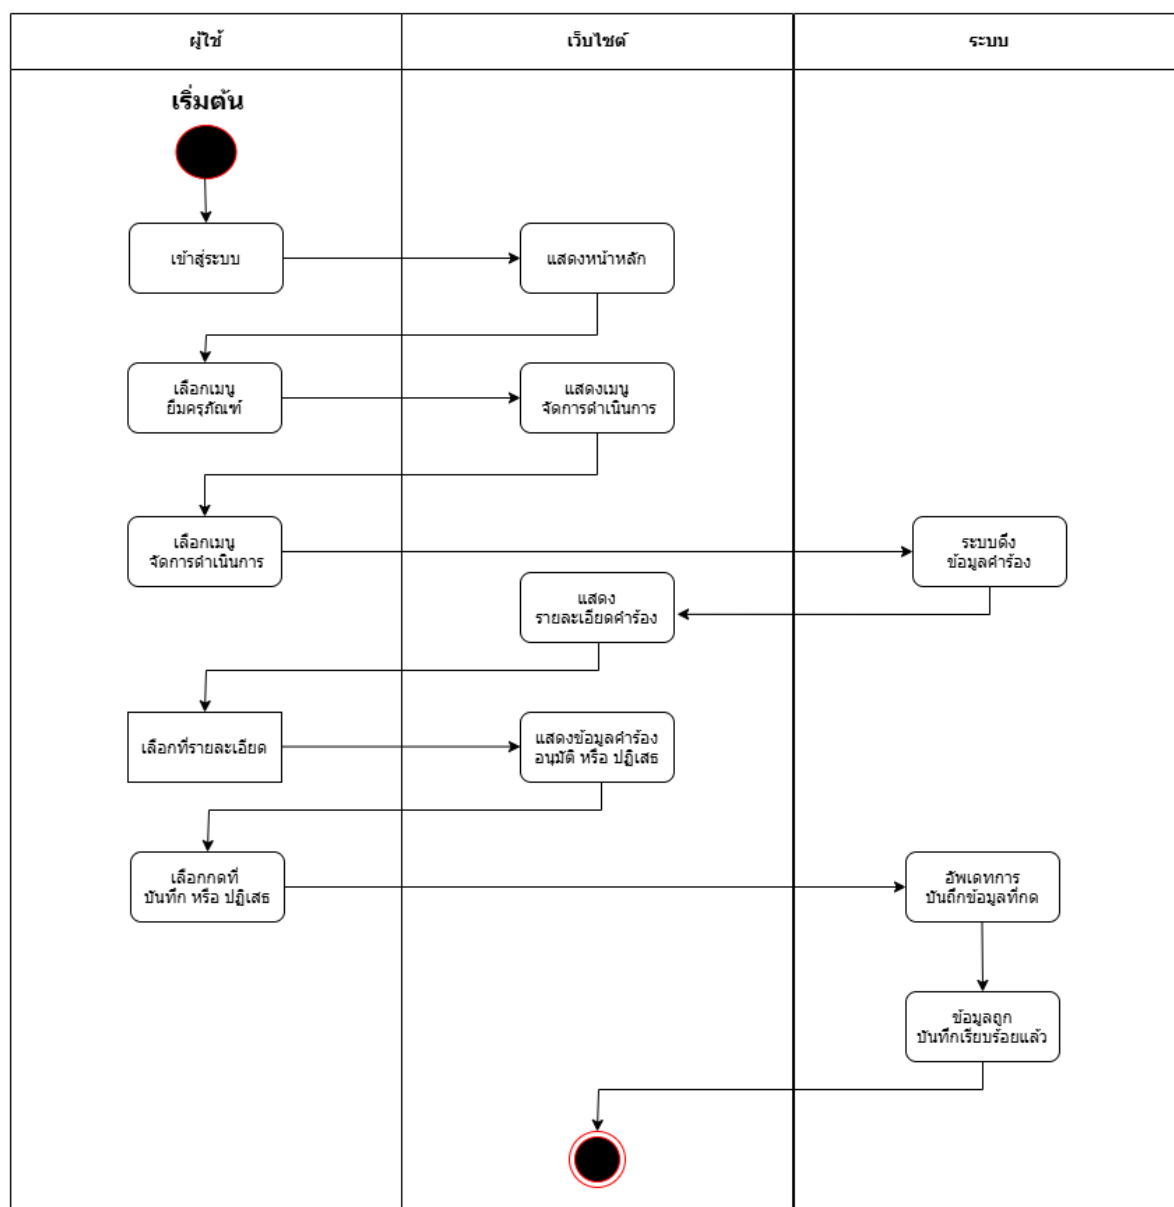 ผู้ใช้
เว็บไซต์
ระบบ
เริ่มต้น
เข้าสู่ระบบ
แสดงหน้าหลัก
เลือกเมนู
ยืมครุภัณฑ์
แสดงเมนู
จัดการดำเนินการ
เลือกเมนู
จัดการดำเนินการ
ระบบดึง
ข้อมูลคำร้อง
แสดง
รายละเอียดคำร้อง
เลือกที่รายละเอียด
แสดงข้อมูลคำร้อง
อนุมัติ หรือ ปฏิเสธ
เลือกกดที่
บันทึก หรือ ปฏิเสธ
อัพเดทการ
บันถึกข้อมูลที่กด
ข้อมูลถูก
บันทึกเรียบร้อยแล้ว